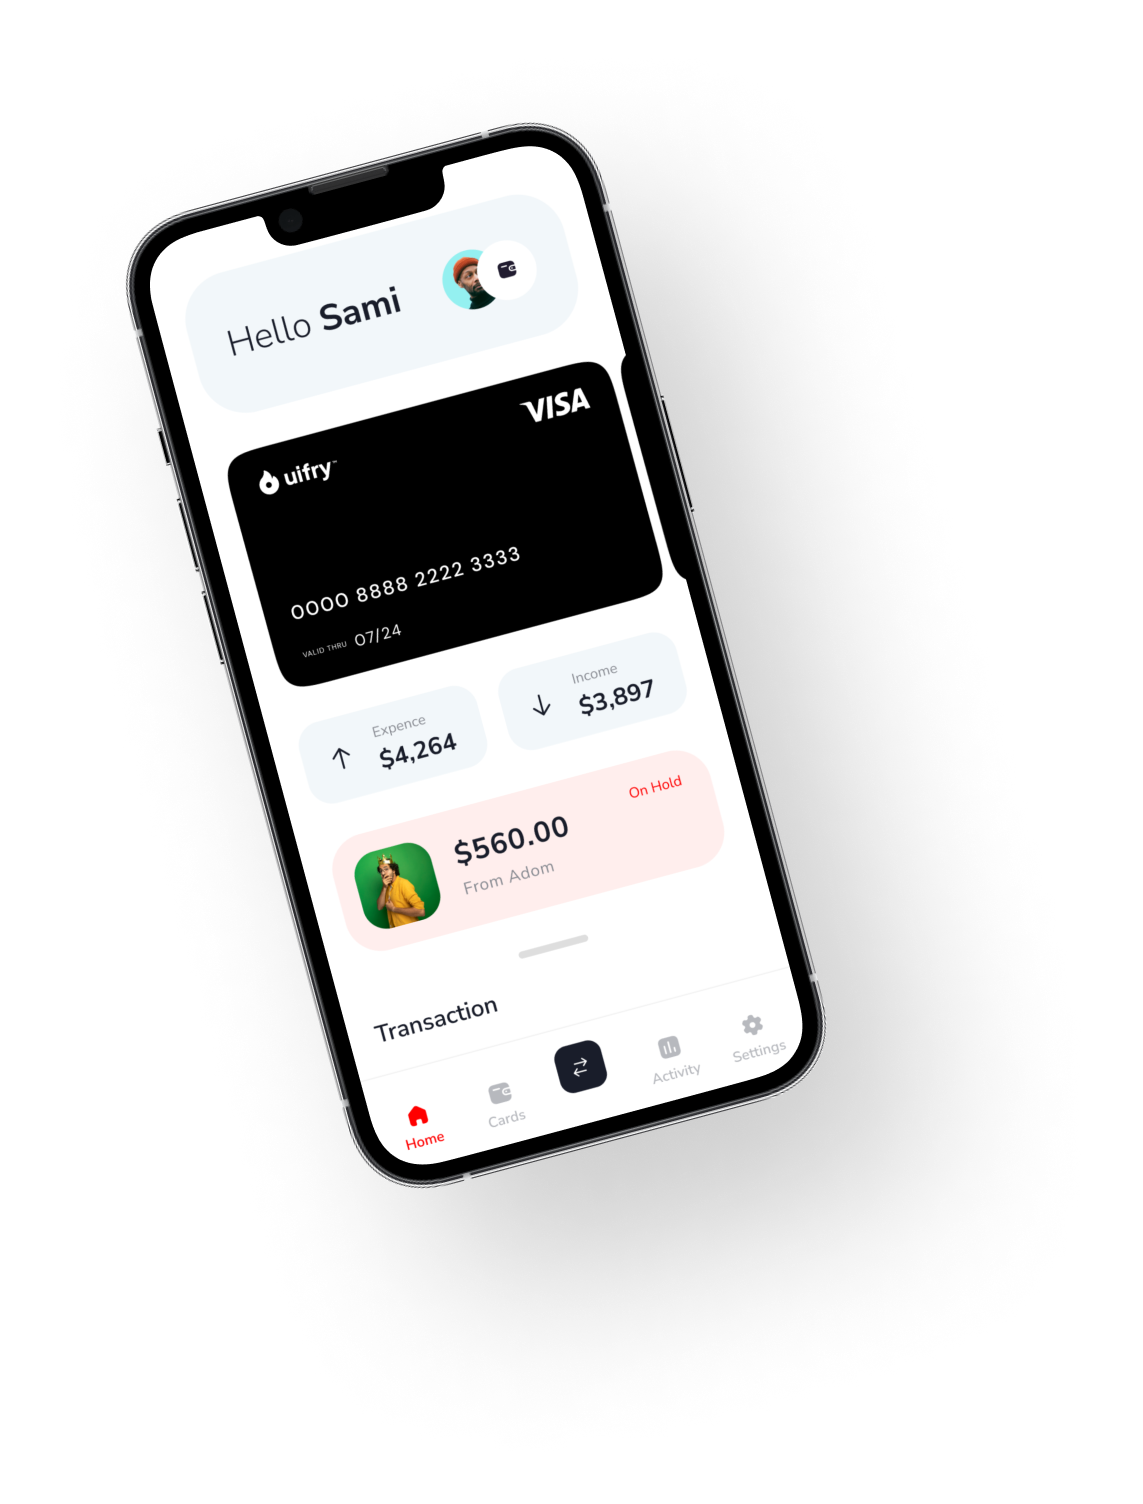 Hello Sami
VISA
uifry™
0000 8888 2222 3333
VALID THRU 07/24
Expence
$4,264
Income
$3,897
On Hold
$560.00
From Adom
Transaction
Home
Cards
Activity
Settings